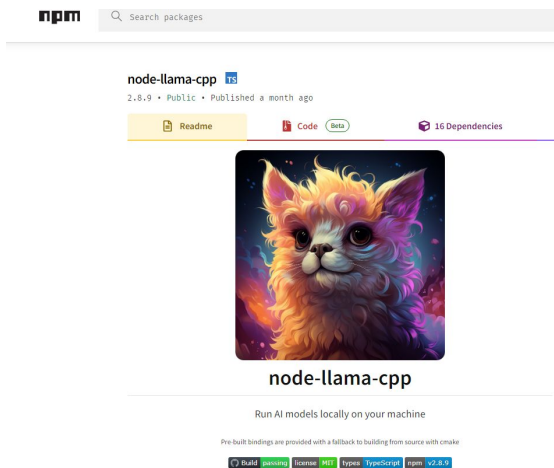 npm
Search packages
node-llama-cpp TS
2.8.9 • Public • Published a month ago
Readme
Code Beta
16 Dependencies
node-llama-cpp
Run AI models locally on your machine
Pre-built bindings are provided with a fallback to building from source with cmake
Build passing license MIT types TypeScript npm v2.8.9